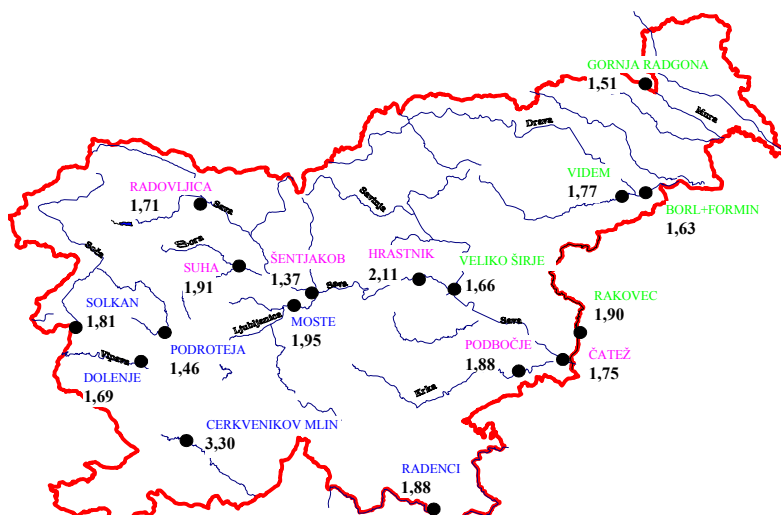 GORNJA RADGONA
1,51
Mura
Drava
VIDEM
1,77
BORL+FORMIN
1,63
RADOVLJICA
1,71
Sava
Savinja
Soča
Sora
SUHA
1,91
ŠENTJAKOB
1,37
Sava
HRASTNIK
2,11
VELIKO ŠIRJE
1,66
RAKOVEC
1,90
SOLKAN
1,81
Ljubljanica
MOSTE
1,95
Sava
PODROTEJA
1,46
Vipava
DOLENJE
1,69
PODBOČJE
1,88
ČATEŽ
1,75
Krka
CERKVENIKOV MLIN
3,30
RADENCI
1,88